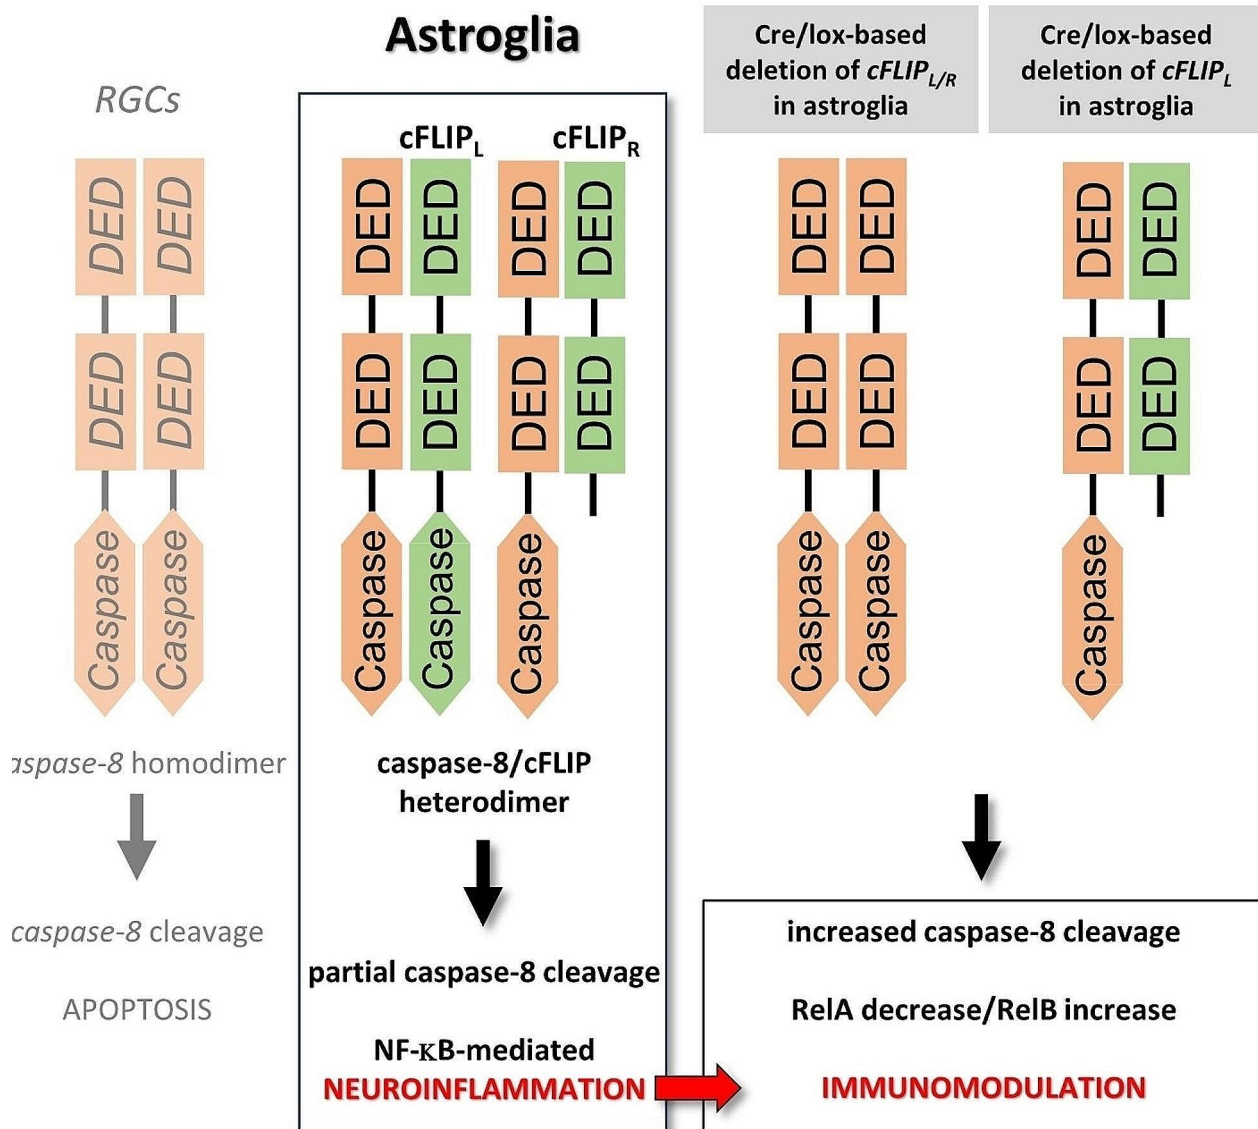 RGCs
DED
DED
DED
DED
Caspase
Caspase
aspase-8 homodimer
caspase-8 cleavage
APOPTOSIS
Astroglia
cFLIPL
cFLIPR
DED
DED
DED
DED
DED
DED
DED
DED
Caspase
Caspase
Caspase
caspase-8/cFLIP
heterodimer
partial caspase-8 cleavage
NF-κB-mediated
NEUROINFLAMMATION
Cre/lox-based
deletion of cFLIPL/R
in astroglia
DED
DED
DED
DED
Caspase
Caspase
Cre/lox-based
deletion of cFLIPL
in astroglia
DED
DED
DED
DED
Caspase
increased caspase-8 cleavage
RelA decrease/RelB increase
IMMUNOMODULATION